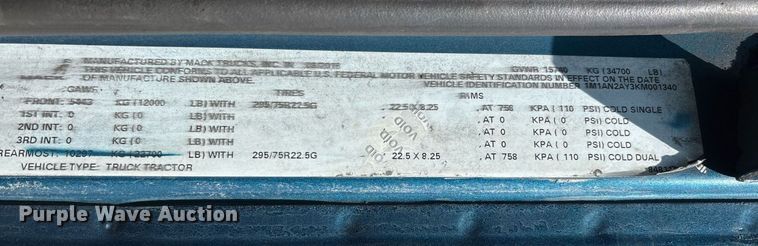 MANUFACTURED BY MACK TRUCKS, INC. IN
THIS VEHICLE CONFORMS TO ALL APPLICABLE U.S. FEDERAL MOTOR VEHICLE SAFETY STANDARDS IN EFFECT ON THE DATE
OF MANUFACTURE SHOWN ABOVE. VEHICLE IDENTIFICATION NUMBER 1M1AN2AY3KM001340
GVWR 15740 KG ( 34700 LB)
GAWR TIRES RIMS
FRONT: 5443 KG ( 12000 LB) WITH 295/75R22.5G 22.5 X 8.25 , AT 758 KPA ( 110 PSI) COLD SINGLE
1ST INT: 0 KG ( 0 LB) WITH , AT 0 KPA ( 0 PSI) COLD
2ND INT: 0 KG ( 0 LB) WITH , AT 0 KPA ( 0 PSI) COLD
3RD INT: 0 KG ( 0 LB) WITH , AT 0 KPA ( 0 PSI) COLD
REARMOST: 10297 KG ( 22700 LB) WITH 295/75R22.5G 22.5 X 8.25 , AT 758 KPA ( 110 PSI) COLD DUAL
VEHICLE TYPE: TRUCK TRACTOR
VOID VOID VOID
Purple Wave Auction